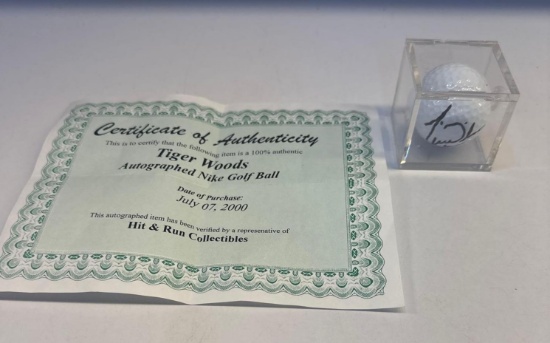 Certificate of Authenticity
This is to certify that the following item is a 100% authentic
Tiger Woods
Autographed Nike Golf Ball
Date of Purchase:
July 07, 2000
This autographed item has been verified by a representative of
Hit & Run Collectibles